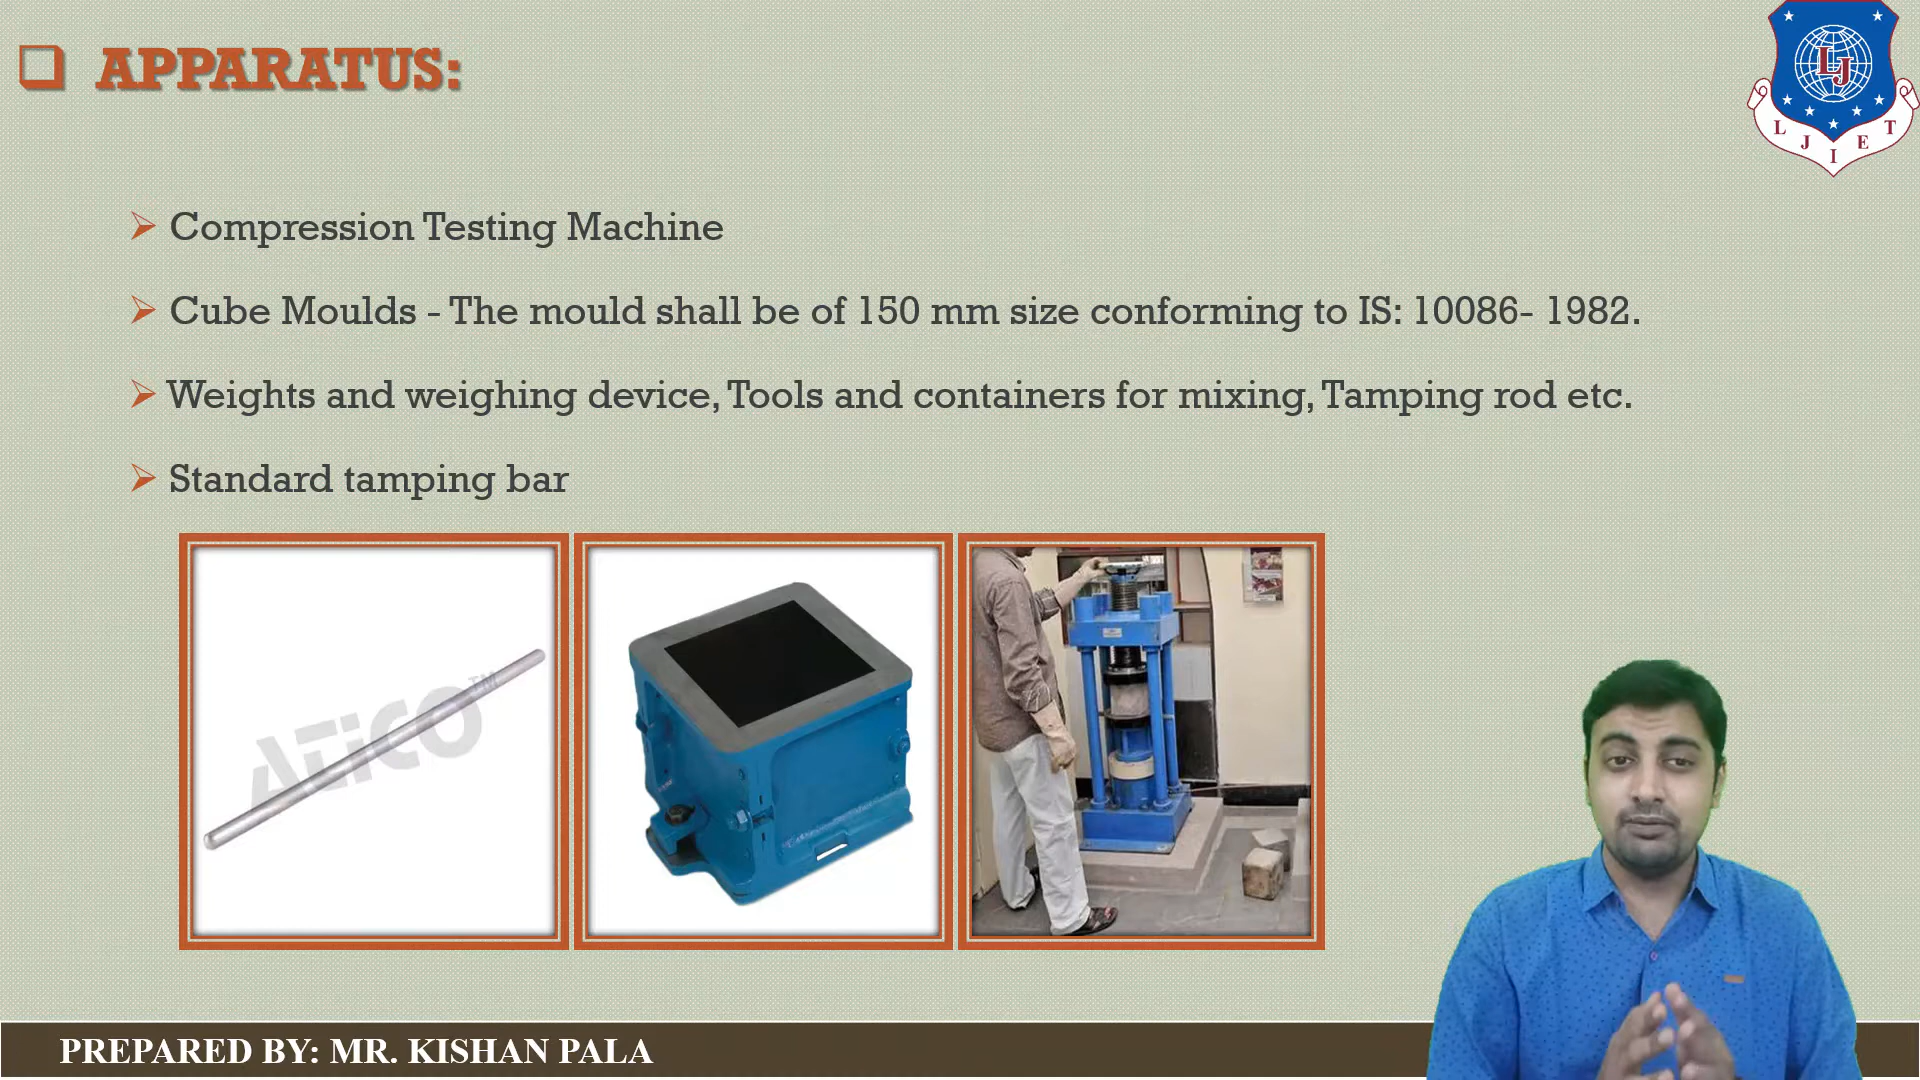 APPARATUS:
LJ
L J I E T
Compression Testing Machine
Cube Moulds - The mould shall be of 150 mm size conforming to IS: 10086- 1982.
Weights and weighing device, Tools and containers for mixing, Tamping rod etc.
Standard tamping bar
ATICO™
PREPARED BY: MR. KISHAN PALA